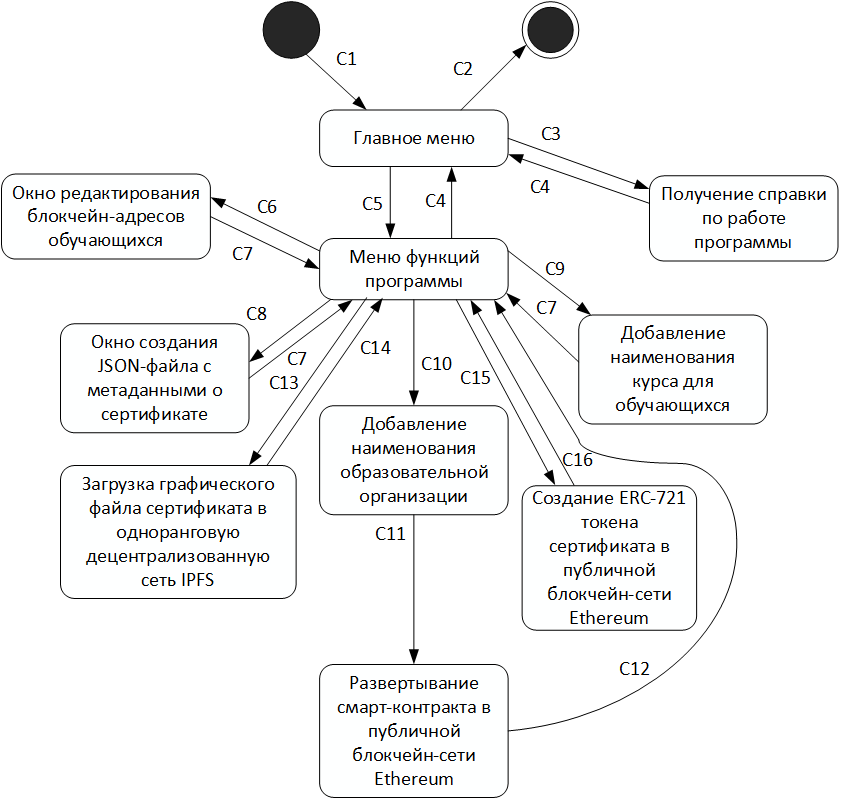 C1
C2
Главное меню
C3
C4
Получение справки
по работе
программы
C5
C4
Окно редактирования
блокчейн-адресов
обучающихся
C6
C7
Меню функций
программы
C9
C7
C8
C7
Окно создания
JSON-файла с
метаданными о
сертификате
C13
C14
C10
C15
Добавление
наименования
курса для
обучающихся
Добавление
наименования
образовательной
организации
C16
Загрузка графического
файла сертификата в
одноранговую
децентрализованную
сеть IPFS
Создание ERC-721
токена
сертификата в
публичной
блокчейн-сети
Ethereum
C11
C12
Развертывание
смарт-контракта в
публичной
блокчейн-сети
Ethereum